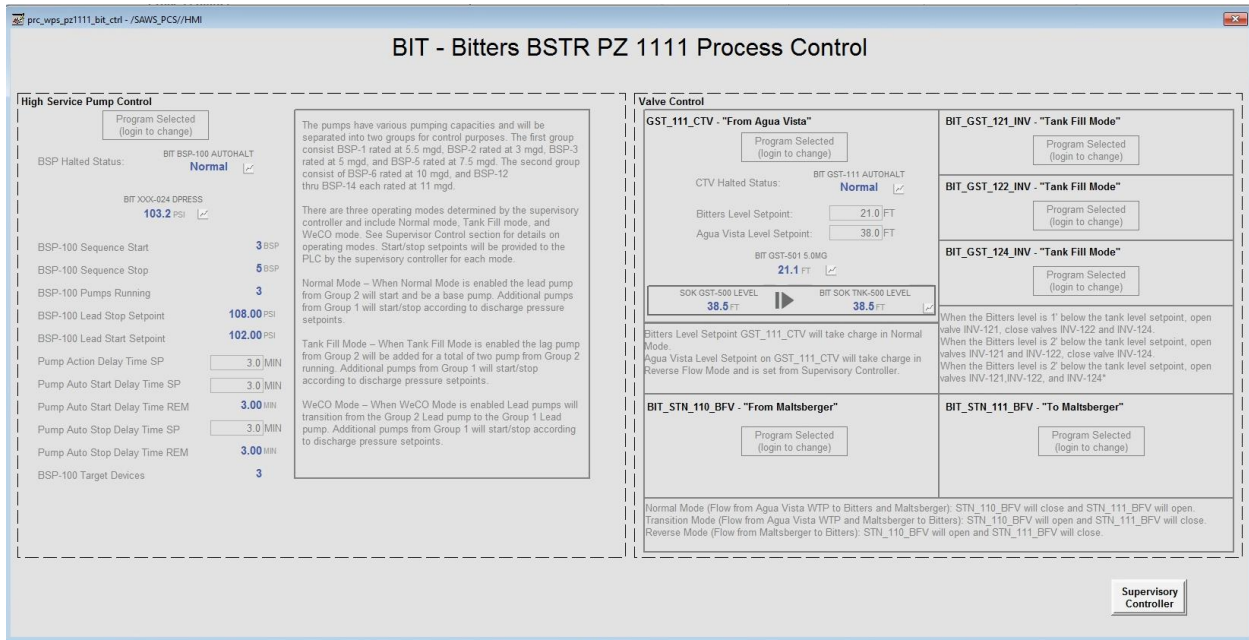 prc_wps_pz1111_bit_ctrl - /SAWS_PCS//HMI
BIT - Bitters BSTR PZ 1111 Process Control
High Service Pump Control
Program Selected
(login to change)
BSP Halted Status:
BIT BSP-100 AUTOHALT
Normal
BIT XXX-024 DPRESS
103.2 PSI
BSP-100 Sequence Start 3 BSP
BSP-100 Sequence Stop 5 BSP
BSP-100 Pumps Running 3
BSP-100 Lead Stop Setpoint 108.00 PSI
BSP-100 Lead Start Setpoint 102.00 PSI
Pump Action Delay Time SP 3.0 MIN
Pump Auto Start Delay Time SP 3.0 MIN
Pump Auto Start Delay Time REM 3.00 MIN
Pump Auto Stop Delay Time SP 3.0 MIN
Pump Auto Stop Delay Time REM 3.00 MIN
BSP-100 Target Devices 3
The pumps have various pumping capacities and will be
separated into two groups for control purposes. The first group
consist BSP-1 rated at 5.5 mgd, BSP-2 rated at 3 mgd, BSP-3
rated at 5 mgd, and BSP-5 rated at 7.5 mgd. The second group
consist of BSP-6 rated at 10 mgd, and BSP-12
thru BSP-14 each rated at 11 mgd.
There are three operating modes determined by the supervisory
controller and include Normal mode, Tank Fill mode, and
WeCO mode. See Supervisor Control section for details on
operating modes. Start/stop setpoints will be provided to the
PLC by the supervisory controller for each mode.
Normal Mode – When Normal Mode is enabled the lead pump
from Group 2 will start and be a base pump. Additional pumps
from Group 1 will start/stop according to discharge pressure
setpoints.
Tank Fill Mode – When Tank Fill Mode is enabled the lag pump
from Group 2 will be added for a total of two pump from Group 2
running. Additional pumps from Group 1 will start/stop
according to discharge pressure setpoints.
WeCO Mode – When WeCO Mode is enabled Lead pumps will
transition from the Group 2 Lead pump to the Group 1 Lead
pump. Additional pumps from Group 1 will start/stop according
to discharge pressure setpoints.
Valve Control
GST_111_CTV - "From Agua Vista"
Program Selected
(login to change)
CTV Halted Status:
BIT GST-111 AUTOHALT
Normal
Bitters Level Setpoint: 21.0 FT
Agua Vista Level Setpoint: 38.0 FT
BIT GST-501 5.0MG
21.1 FT
SOK GST-500 LEVEL
38.5 FT
BIT SOK TNK-500 LEVEL
38.5 FT
Bitters Level Setpoint GST_111_CTV will take charge in Normal
Mode.
Agua Vista Level Setpoint on GST_111_CTV will take charge in
Reverse Flow Mode and is set from Supervisory Controller.
BIT_GST_121_INV - "Tank Fill Mode"
Program Selected
(login to change)
BIT_GST_122_INV - "Tank Fill Mode"
Program Selected
(login to change)
BIT_GST_124_INV - "Tank Fill Mode"
Program Selected
(login to change)
When the Bitters level is 1' below the tank level setpoint, open
valve INV-121, close valves INV-122 and INV-124.
When the Bitters level is 2' below the tank level setpoint, open
valves INV-121 and INV-122, close valve INV-124.
When the Bitters level is 2' below the tank level setpoint, open
valves INV-121,INV-122, and INV-124*
BIT_STN_110_BFV - "From Maltsberger"
Program Selected
(login to change)
BIT_STN_111_BFV - "To Maltsberger"
Program Selected
(login to change)
Normal Mode (Flow from Agua Vista WTP to Bitters and Maltsberger): STN_110_BFV will close and STN_111_BFV will open.
Transition Mode (Flow from Agua Vista WTP and Maltsberger to Bitters): STN_110_BFV will open and STN_111_BFV will close.
Reverse Mode (Flow from Maltsberger to Bitters): STN_110_BFV will open and STN_111_BFV will close.
Supervisory
Controller